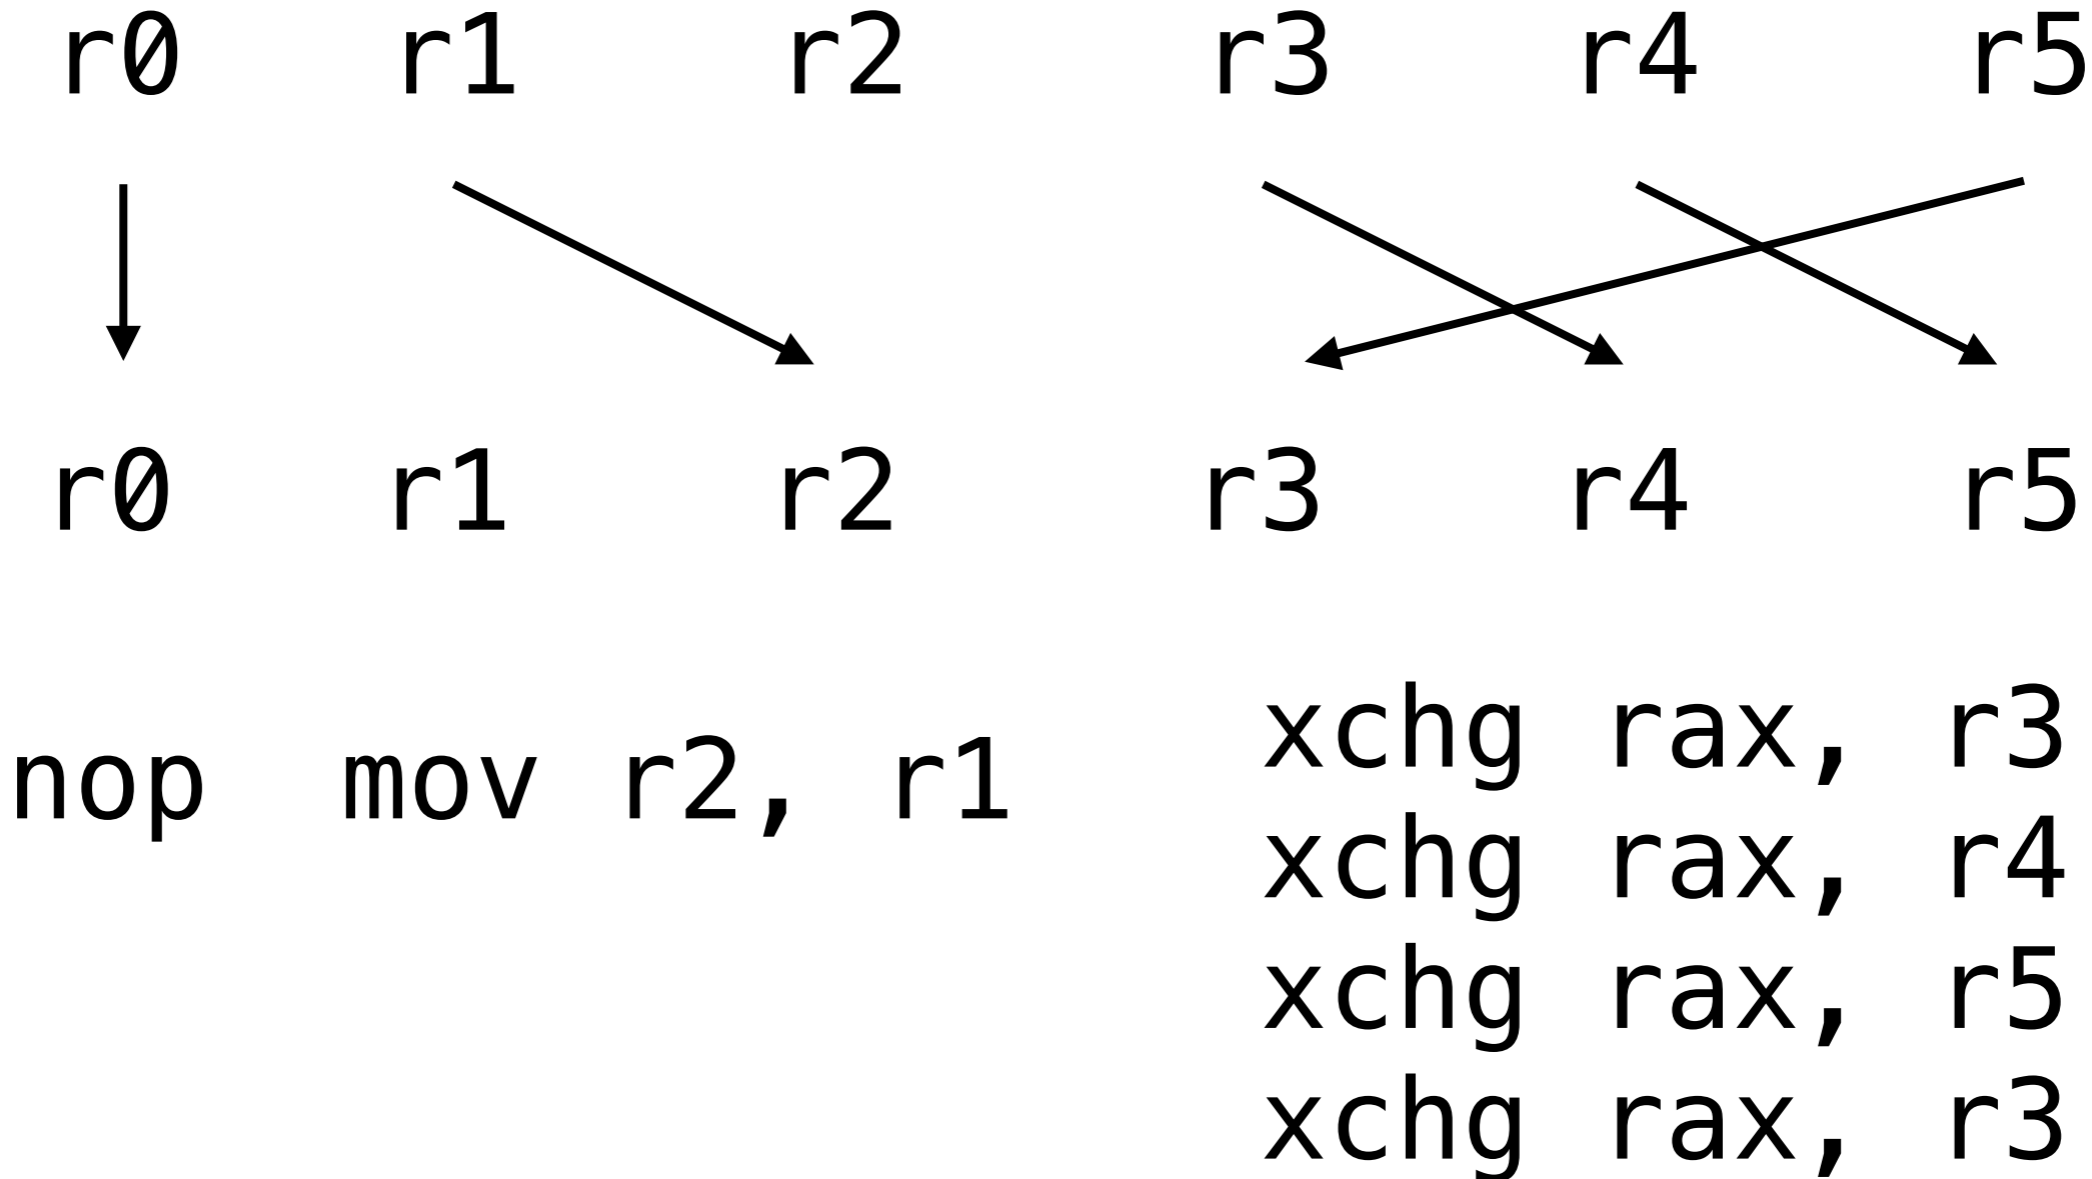 r0 r1 r2 r3 r4 r5
r0 r1 r2 r3 r4 r5
nop mov r2, r1
xchg rax, r3
xchg rax, r4
xchg rax, r5
xchg rax, r3